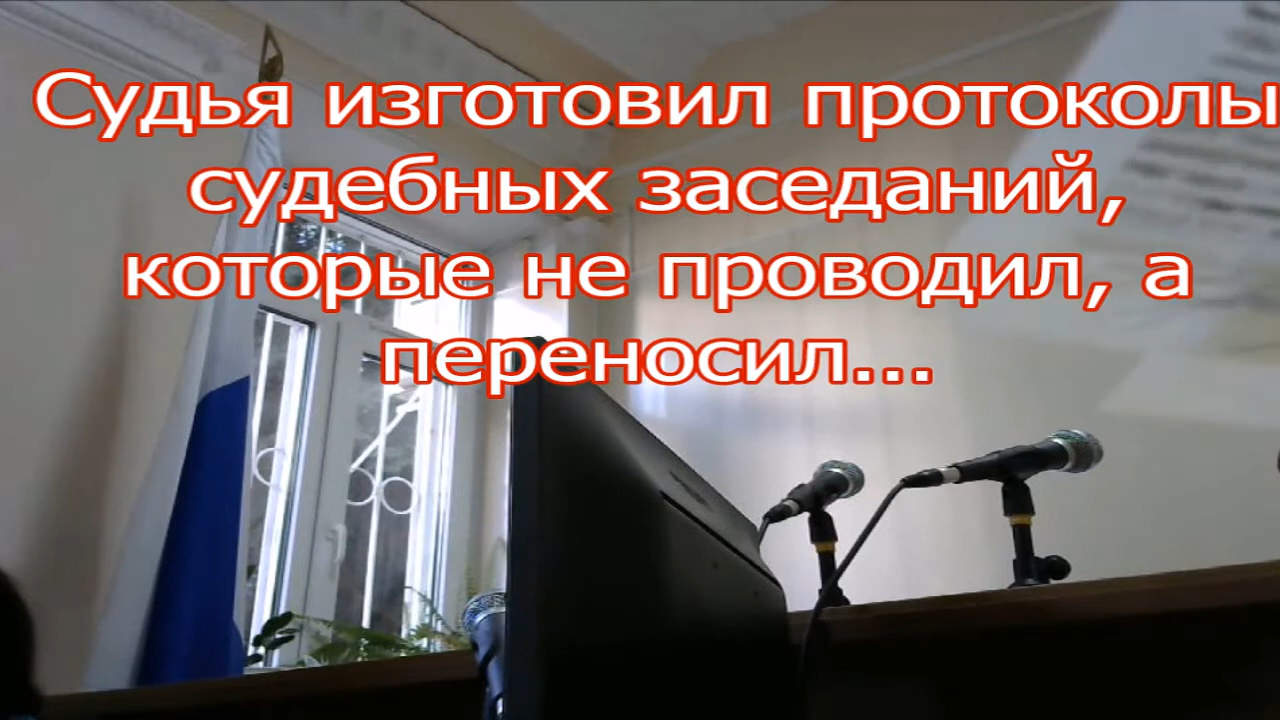 Судья изготовил протоколы
судебных заседаний,
которые не проводил, а
переносил...